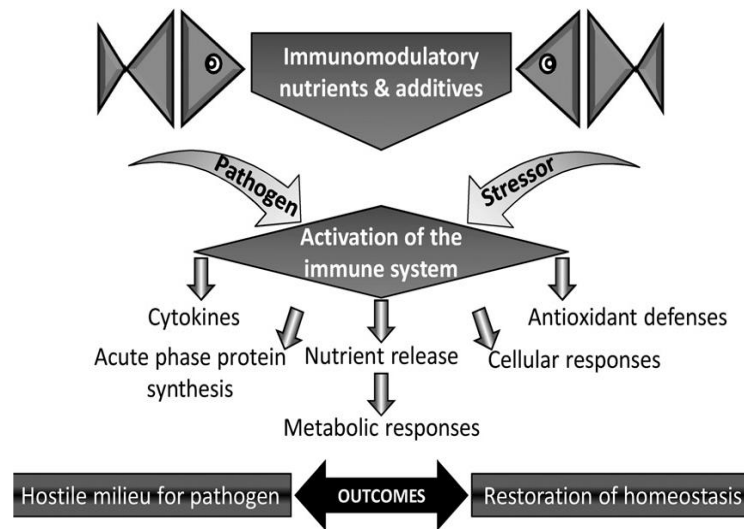 Immunomodulatory
nutrients & additives
Pathogen
Stressor
Activation of the
immune system
Cytokines
Antioxidant defenses
Acute phase protein
synthesis
Nutrient release
Cellular responses
Metabolic responses
Hostile milieu for pathogen
OUTCOMES
Restoration of homeostasis